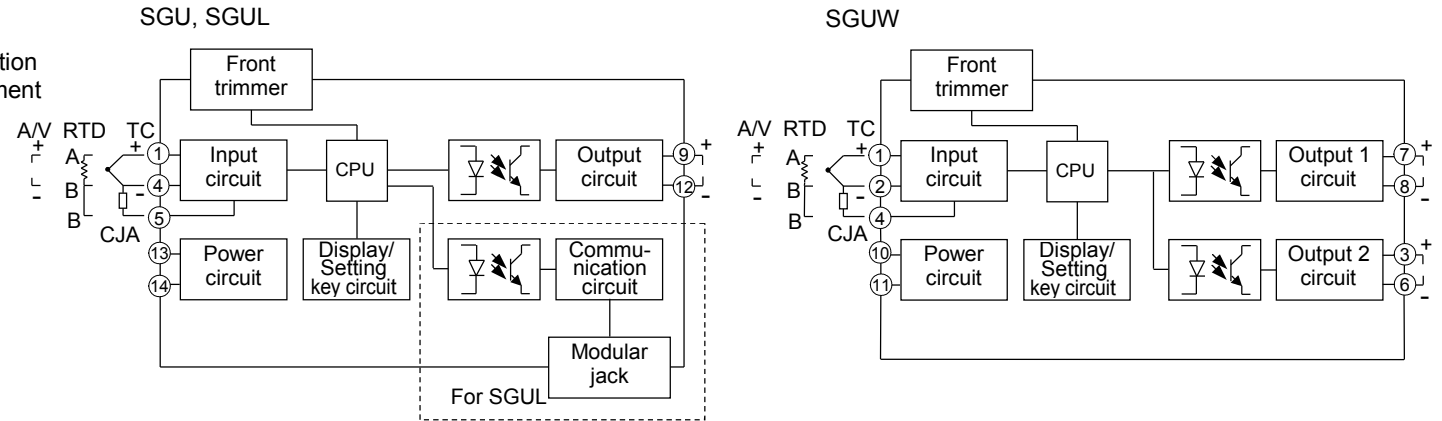 SGU, SGUL
tion
ment
Front
trimmer
A/V RTD TC
+
-
A
B
B
+
-
CJA
1
4
5
13
14
Input
circuit
CPU
Output
circuit
9
12
+
-
Power
circuit
Display/
Setting
key circuit
Commu-
nication
circuit
Modular
jack
For SGUL
SGUW
Front
trimmer
A/V RTD TC
+
-
A
B
B
+
-
CJA
1
2
4
10
11
Input
circuit
CPU
Output 1
circuit
7
8
+
-
Power
circuit
Display/
Setting
key circuit
Output 2
circuit
3
6
+
-